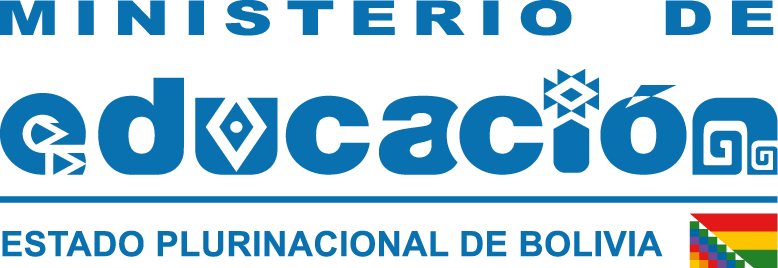 MINISTERIO DE
educación
ESTADO PLURINACIONAL DE BOLIVIA